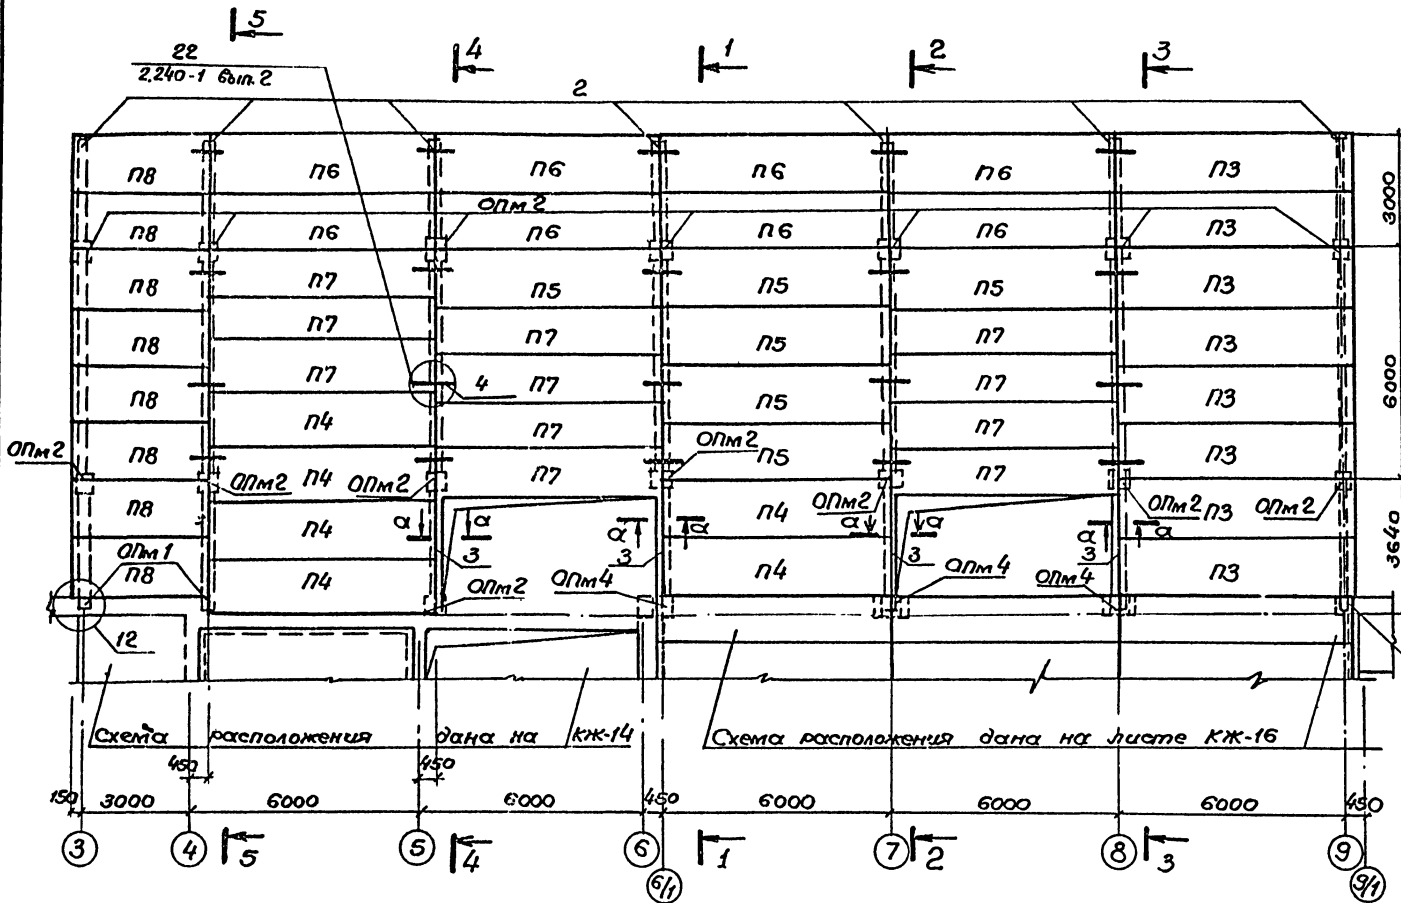 5 4 1 2 3
22
2.240-1 вып. 2
2
П8 П6 П6 П6 П6 П3
3000
ОПм2
П8 П6 П6 П6 П6 П3
П8 П7 П5 П5 П5 П3
П8 П7 П7 П5 П7 П3
П8 П7 4 П7 П5 П7 П3
6000
П4 П7 ОПм2 П7
ОПм2 П8 ОПм2 П4 ОПм2 П7 П5 П7 П3
П8 П4 П4 ОПм2 ОПм2 П3 ОПм2
а а а а а а а а
3 3 3 3
3640
ОПм1
П8 П4 ОПм2 ОПм4 П4 ОПм4 ОПм4 П3
12
Схема расположения дана на КЖ-14
Схема расположения дана на листе КЖ-16
450 450
150 3000 6000 6000 450 6000 6000 6000 450
3 4 5 5 4 6 1 7 2 8 3 9
6/1 9/1